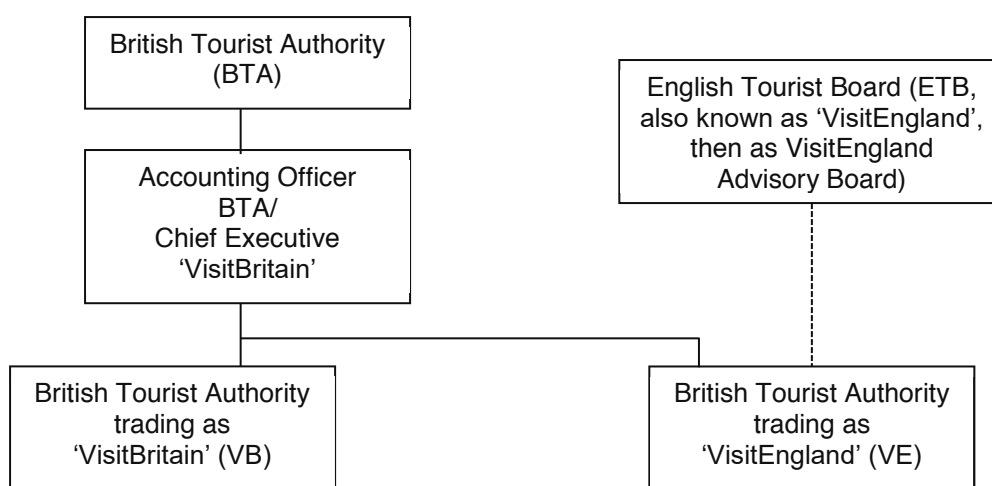 British Tourist Authority
(BTA)
English Tourist Board (ETB,
also known as ‘VisitEngland’,
then as VisitEngland
Advisory Board)
Accounting Officer
BTA/
Chief Executive
‘VisitBritain’
British Tourist Authority
trading as
‘VisitBritain’ (VB)
British Tourist Authority
trading as
‘VisitEngland’ (VE)